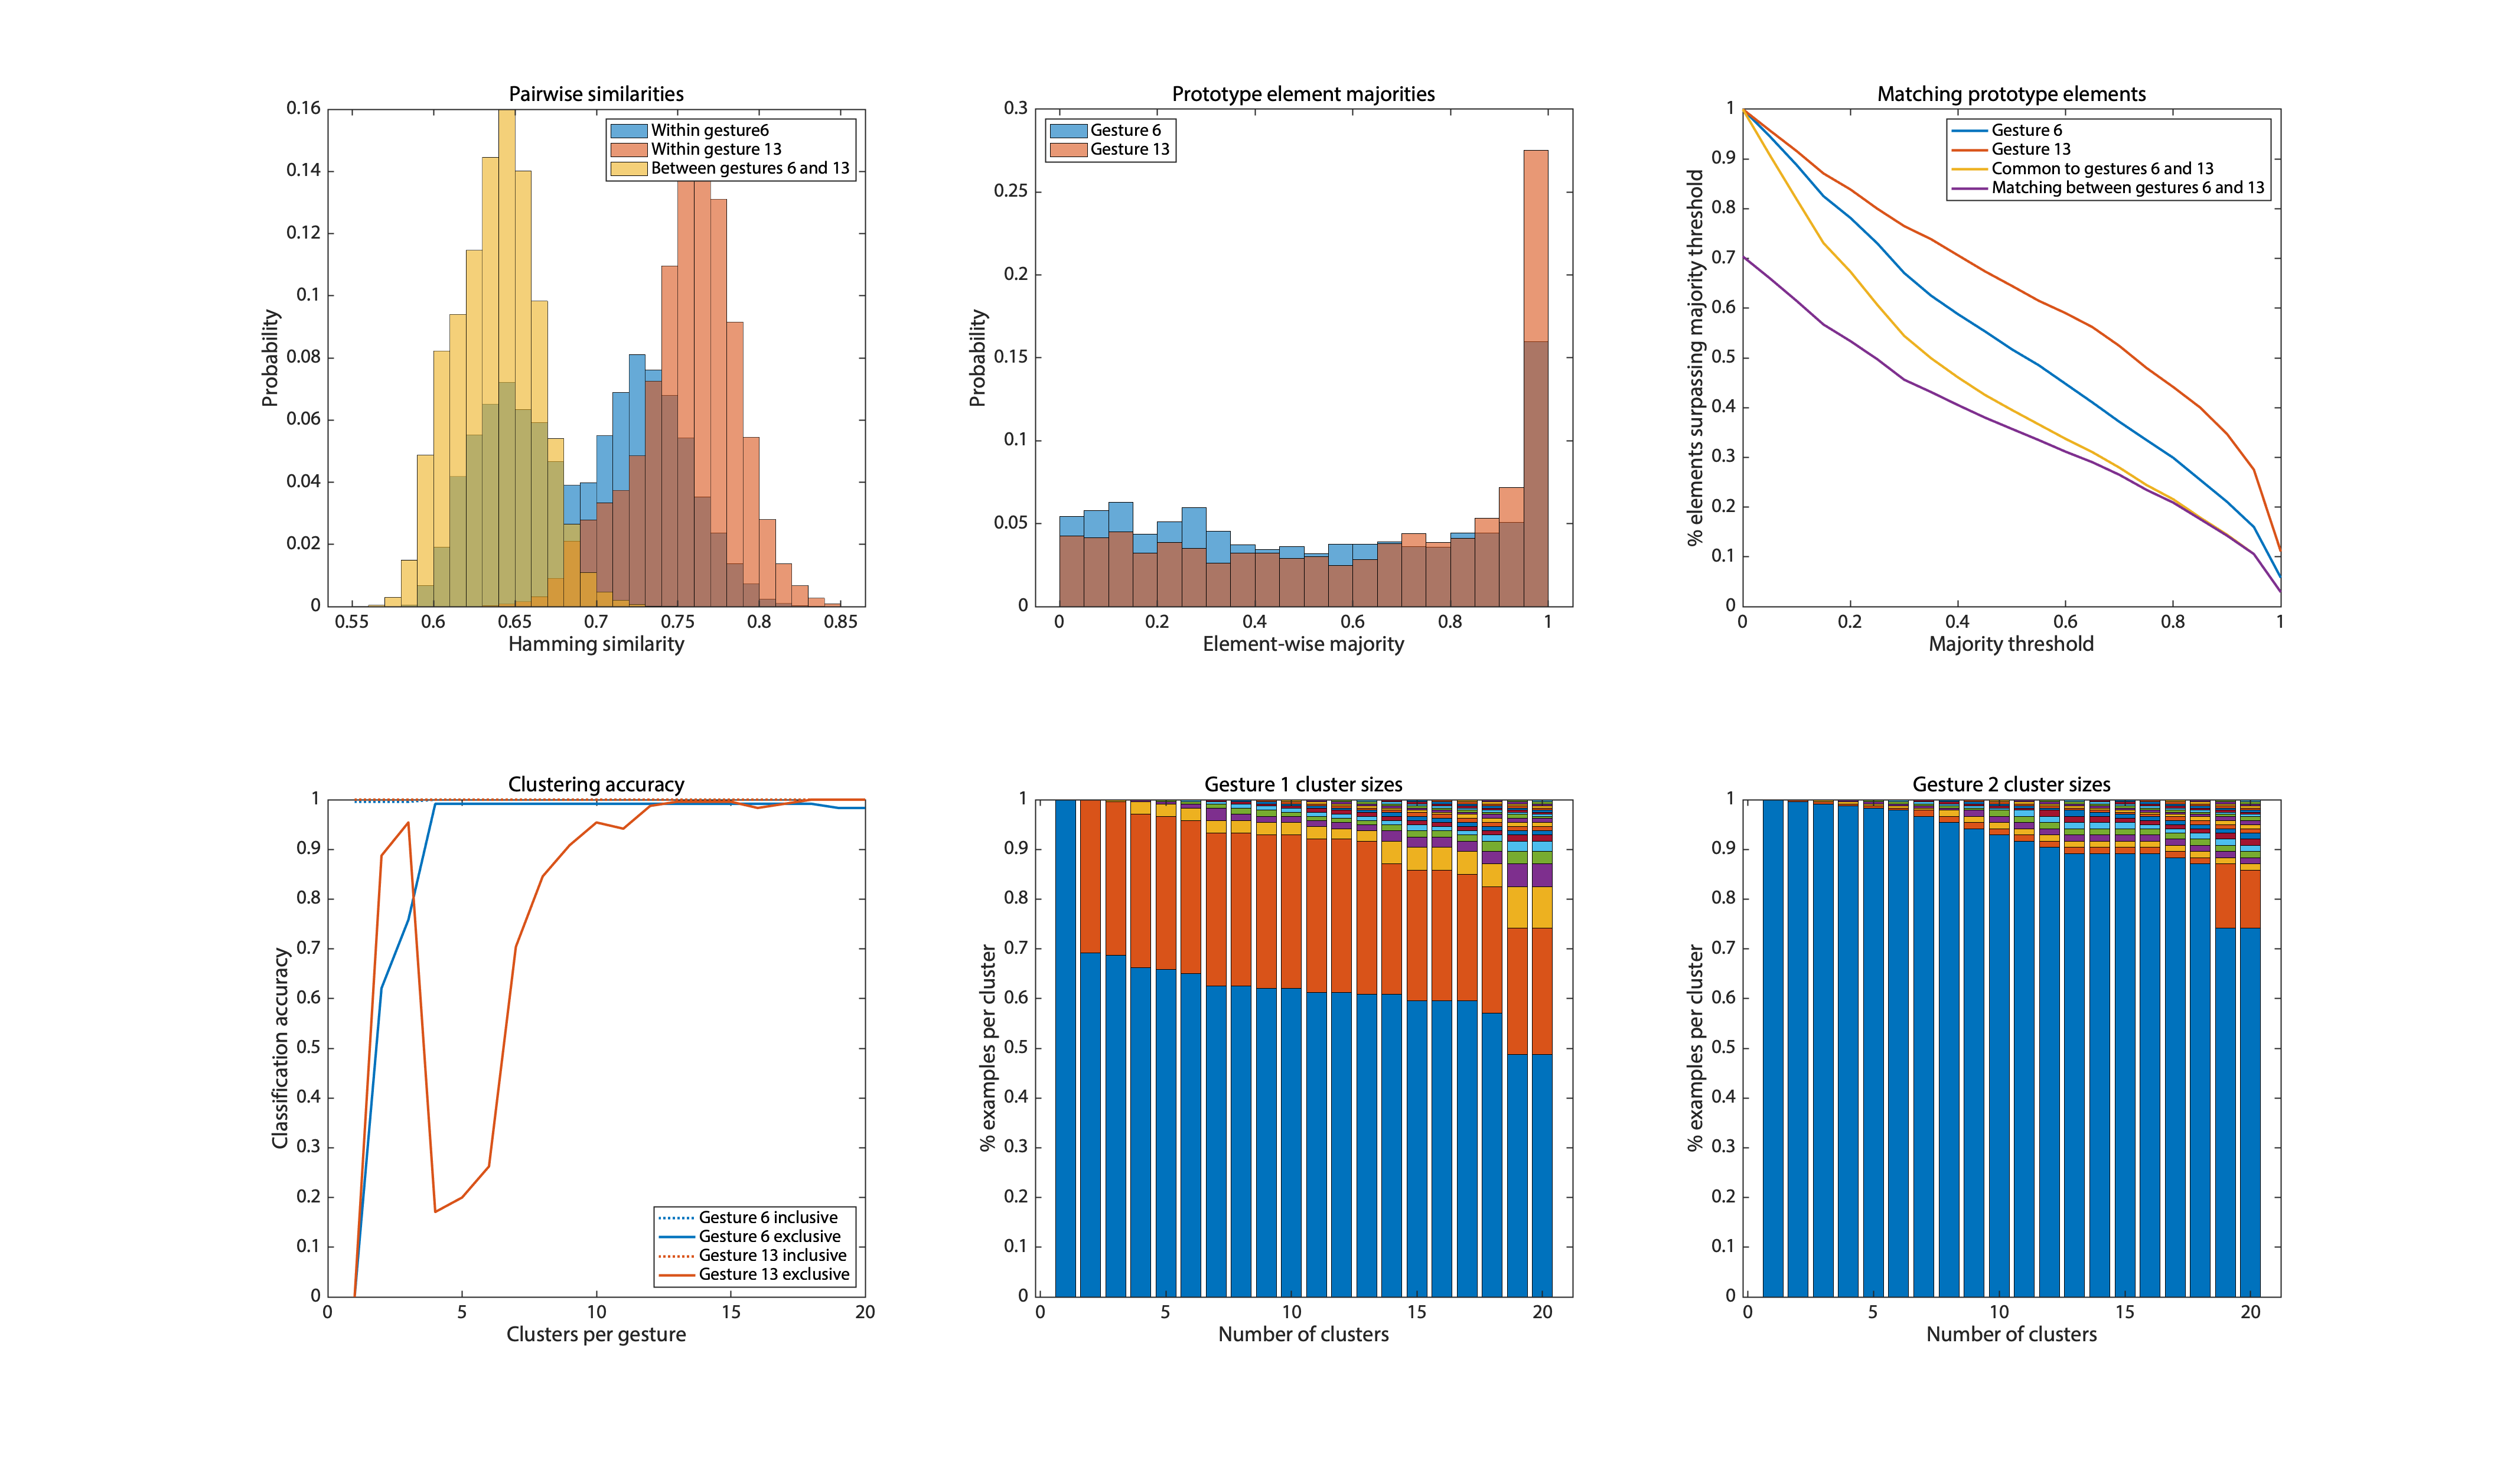 Pairwise similarities
0.16
0.14
0.12
0.1
0.08
0.06
0.04
0.02
0
Probability
Within gesture6
Within gesture 13
Between gestures 6 and 13
0.55 0.6 0.65 0.7 0.75 0.8 0.85
Hamming similarity
Prototype element majorities
0.3
0.25
0.2
0.15
0.1
0.05
0
Probability
Gesture 6
Gesture 13
0 0.2 0.4 0.6 0.8 1
Element-wise majority
Matching prototype elements
1
0.9
0.8
0.7
0.6
0.5
0.4
0.3
0.2
0.1
0
% elements surpassing majority threshold
Gesture 6
Gesture 13
Common to gestures 6 and 13
Matching between gestures 6 and 13
0 0.2 0.4 0.6 0.8 1
Majority threshold
Clustering accuracy
1
0.9
0.8
0.7
0.6
0.5
0.4
0.3
0.2
0.1
0
Classification accuracy
Gesture 6 inclusive
Gesture 6 exclusive
Gesture 13 inclusive
Gesture 13 exclusive
0 5 10 15 20
Clusters per gesture
Gesture 1 cluster sizes
1
0.9
0.8
0.7
0.6
0.5
0.4
0.3
0.2
0.1
0
% examples per cluster
0 5 10 15 20
Number of clusters
Gesture 2 cluster sizes
1
0.9
0.8
0.7
0.6
0.5
0.4
0.3
0.2
0.1
0
% examples per cluster
0 5 10 15 20
Number of clusters